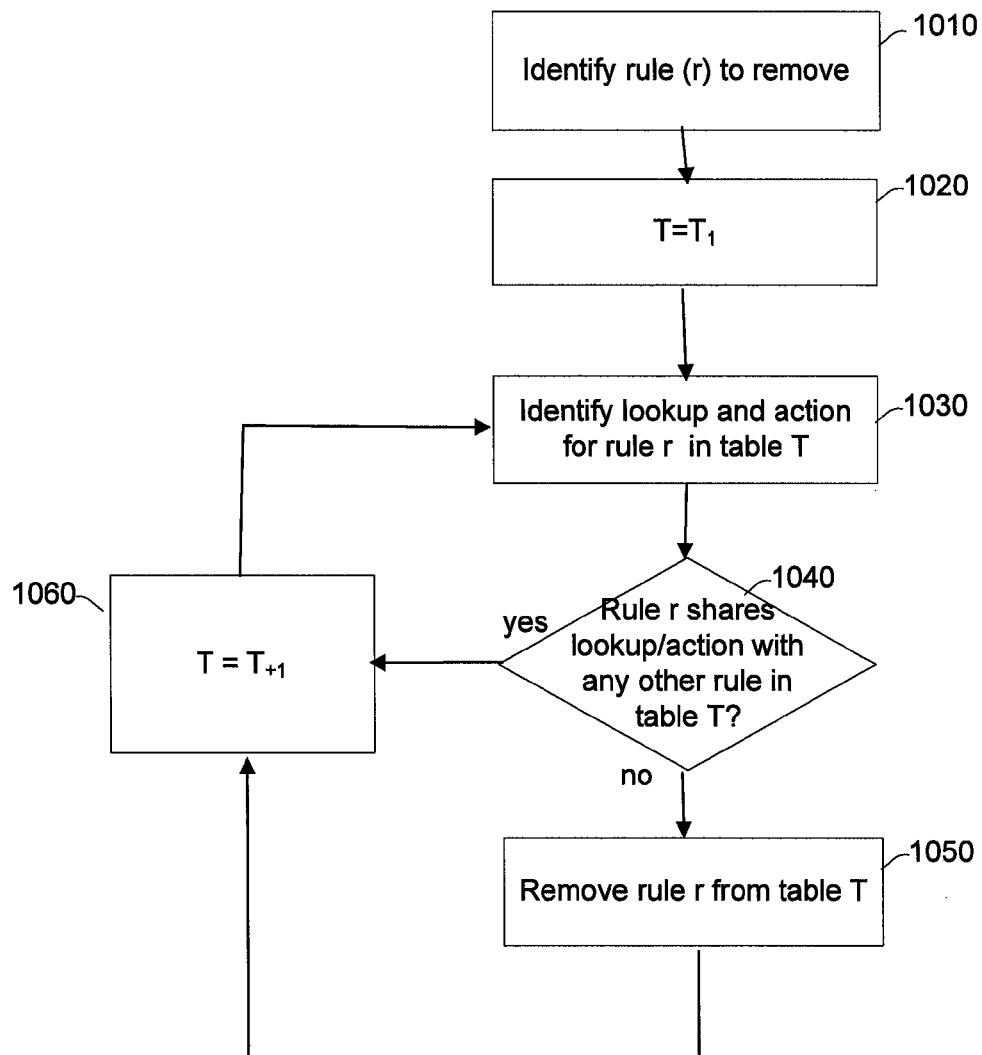 1010
Identify rule (r) to remove
1020
T=T₁
1030
Identify lookup and action
for rule r in table T
1040
Rule r shares
lookup/action with
any other rule in
table T?
yes
1060
T = T₊₁
no
1050
Remove rule r from table T